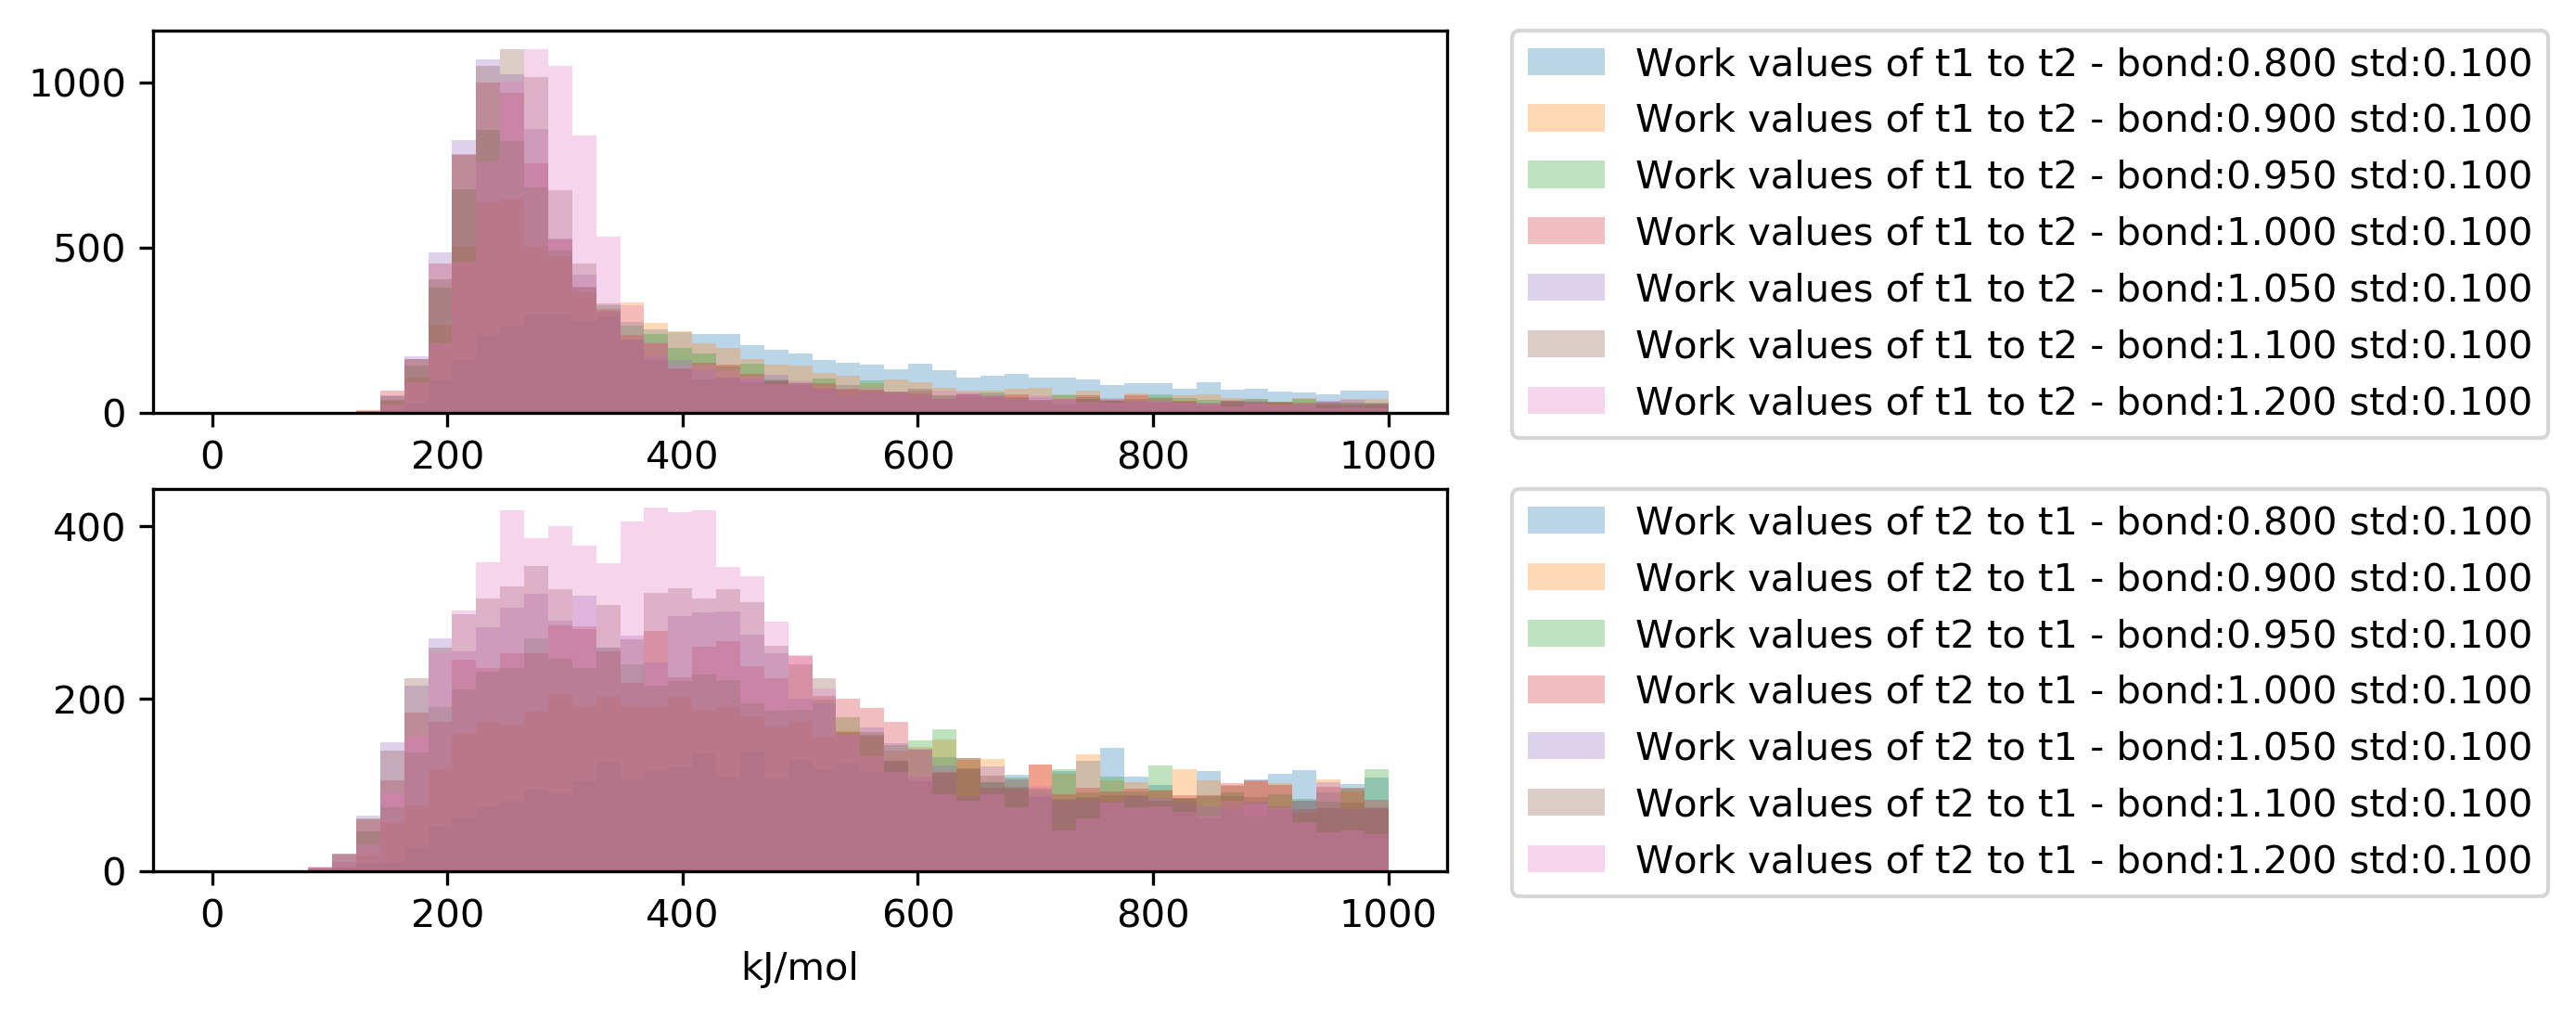 1000
500
0
0 200 400 600 800 1000
Work values of t1 to t2 - bond:0.800 std:0.100
Work values of t1 to t2 - bond:0.900 std:0.100
Work values of t1 to t2 - bond:0.950 std:0.100
Work values of t1 to t2 - bond:1.000 std:0.100
Work values of t1 to t2 - bond:1.050 std:0.100
Work values of t1 to t2 - bond:1.100 std:0.100
Work values of t1 to t2 - bond:1.200 std:0.100
400
200
0
0 200 400 600 800 1000
kJ/mol
Work values of t2 to t1 - bond:0.800 std:0.100
Work values of t2 to t1 - bond:0.900 std:0.100
Work values of t2 to t1 - bond:0.950 std:0.100
Work values of t2 to t1 - bond:1.000 std:0.100
Work values of t2 to t1 - bond:1.050 std:0.100
Work values of t2 to t1 - bond:1.100 std:0.100
Work values of t2 to t1 - bond:1.200 std:0.100